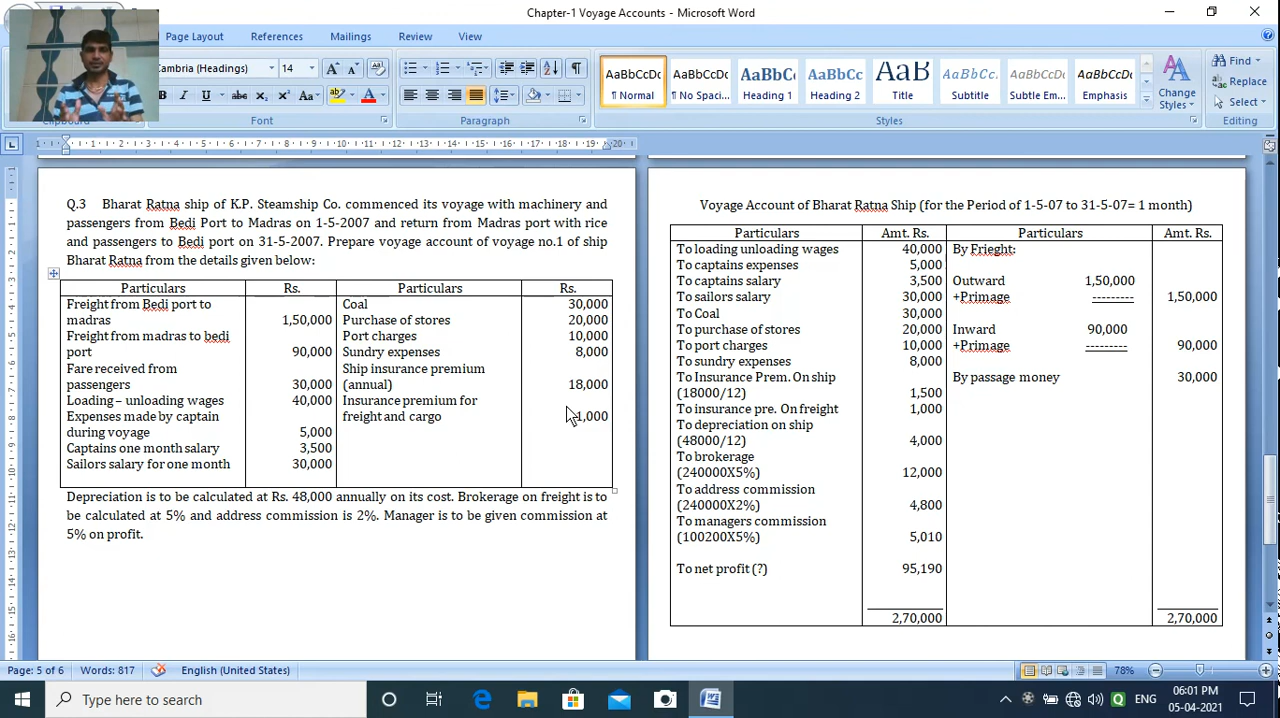 Chapter-1 Voyage Accounts - Microsoft Word
Page Layout References Mailings Review View
Cambria (Headings) 14
Find
Replace
Select
AaBbCcDc AaBbCcDc AaBbC AaBbCc AaB AaBbCc. AaBbCcDc AaBbCcDc
¶ Normal ¶ No Spaci... Heading 1 Heading 2 Title Subtitle Subtle Em... Emphasis
Change
Styles
Font Paragraph Styles Editing
Q.3 Bharat Ratna ship of K.P. Steamship Co. commenced its voyage with machinery and
passengers from Bedi Port to Madras on 1-5-2007 and return from Madras port with rice
and passengers to Bedi port on 31-5-2007. Prepare voyage account of voyage no.1 of ship
Bharat Ratna from the details given below:
Particulars Rs. Particulars Rs.
Freight from Bedi port to Coal 30,000
madras 1,50,000 Purchase of stores 20,000
Freight from madras to bedi Port charges 10,000
port 90,000 Sundry expenses 8,000
Fare received from Ship insurance premium
passengers 30,000 (annual) 18,000
Loading – unloading wages 40,000 Insurance premium for
Expenses made by captain freight and cargo 1,000
during voyage 5,000
Captains one month salary 3,500
Sailors salary for one month 30,000
Depreciation is to be calculated at Rs. 48,000 annually on its cost. Brokerage on freight is to
be calculated at 5% and address commission is 2%. Manager is to be given commission at
5% on profit.
Voyage Account of Bharat Ratna Ship (for the Period of 1-5-07 to 31-5-07= 1 month)
Particulars Amt. Rs. Particulars Amt. Rs.
To loading unloading wages 40,000 By Frieght:
To captains expenses 5,000
To captains salary 3,500 Outward 1,50,000
To sailors salary 30,000 +Primage --------- 1,50,000
To Coal 30,000
To purchase of stores 20,000 Inward 90,000
To port charges 10,000 +Primage --------- 90,000
To sundry expenses 8,000
To Insurance Prem. On ship By passage money 30,000
(18000/12) 1,500
To insurance pre. On freight 1,000
To depreciation on ship
(48000/12) 4,000
To brokerage
(240000X5%) 12,000
To address commission
(240000X2%) 4,800
To managers commission
(100200X5%) 5,010
To net profit (?) 95,190
2,70,000 2,70,000
Page: 5 of 6 Words: 817 English (United States) 78%
Type here to search
ENG
06:01 PM
05-04-2021